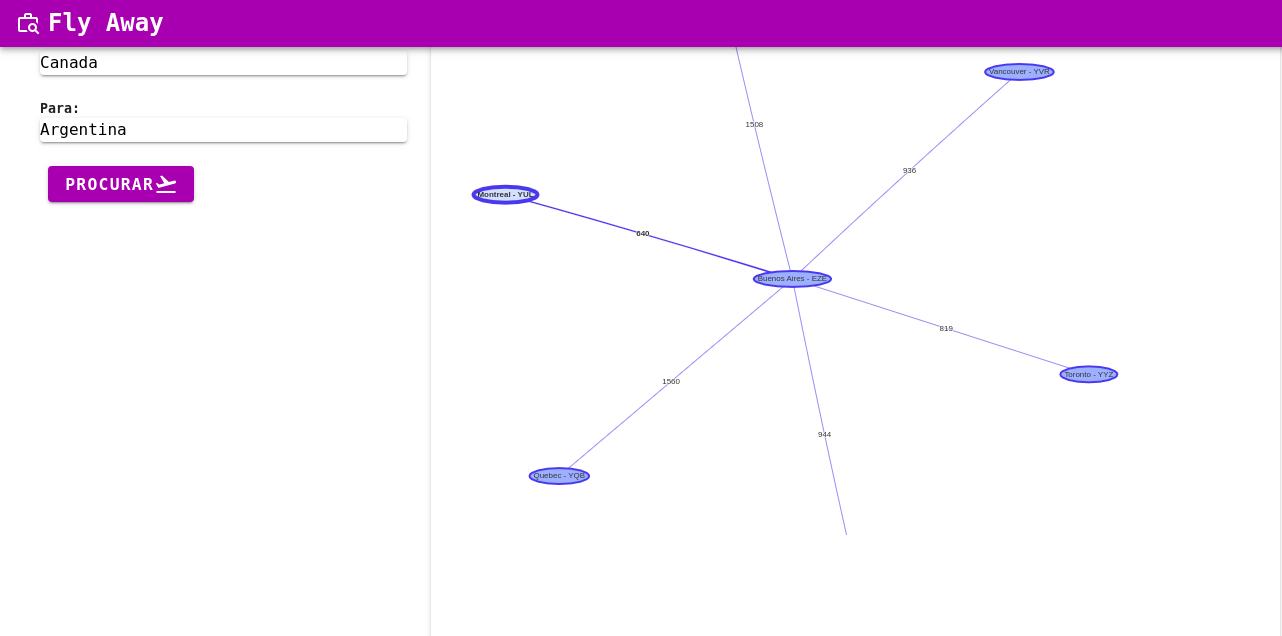 Fly Away
Canada
Para:
Argentina
PROCURAR
Vancouver - YVR
1508
936
Montreal - YUL
640
Buenos Aires - EZE
819
Toronto - YYZ
1560
944
Quebec - YQB